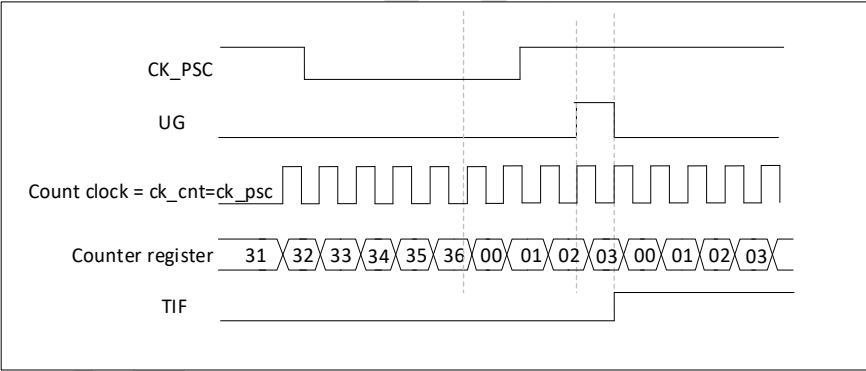 CK_PSC
UG
Count clock = ck_cnt=ck_psc
Counter register 31 32 33 34 35 36 00 01 02 03 00 01 02 03
TIF